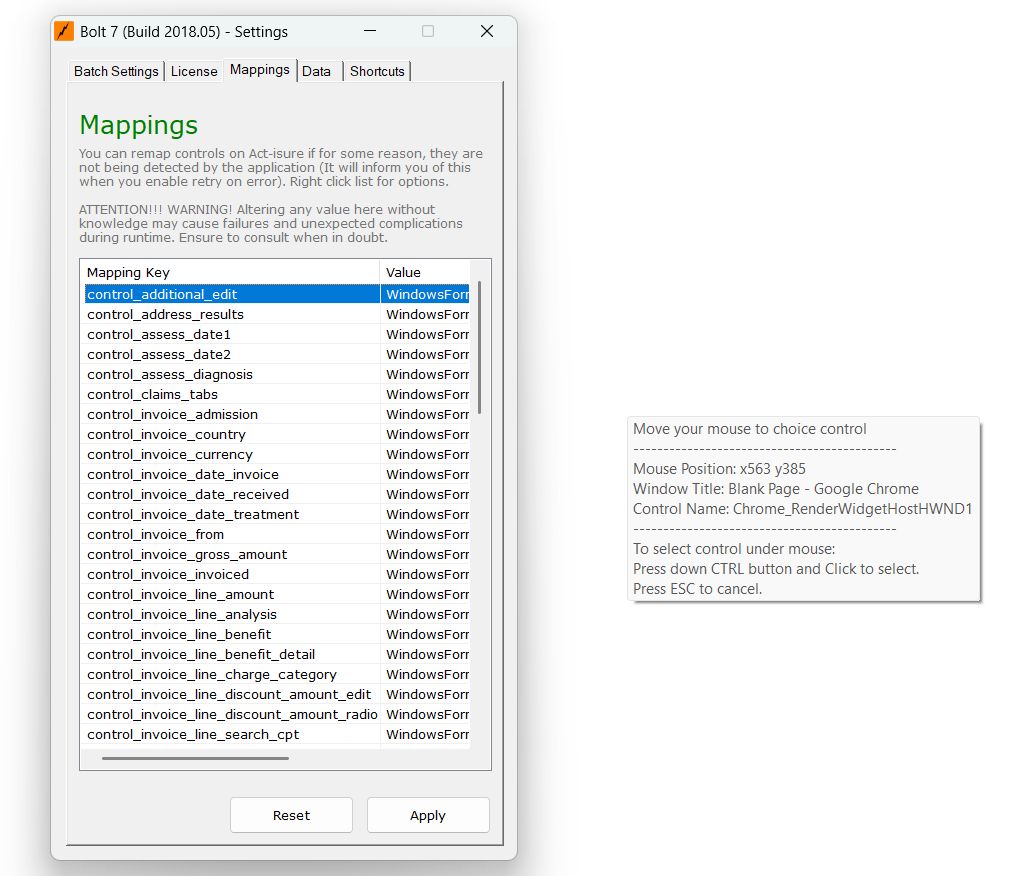 Bolt 7 (Build 2018.05) - Settings
Batch Settings License Mappings Data Shortcuts
Mappings
You can remap controls on Act-isure if for some reason, they are
not being detected by the application (It will inform you of this
when you enable retry on error). Right click list for options.
ATTENTION!!! WARNING! Altering any value here without
knowledge may cause failures and unexpected complications
during runtime. Ensure to consult when in doubt.
Mapping Key Value
control_additional_edit WindowsForr
control_address_results WindowsForr
control_assess_date1 WindowsForr
control_assess_date2 WindowsForr
control_assess_diagnosis WindowsForr
control_claims_tabs WindowsForr
control_invoice_admission WindowsForr
control_invoice_country WindowsForr
control_invoice_currency WindowsForr
control_invoice_date_invoice WindowsForr
control_invoice_date_received WindowsForr
control_invoice_date_treatment WindowsForr
control_invoice_from WindowsForr
control_invoice_gross_amount WindowsForr
control_invoice_invoiced WindowsForr
control_invoice_line_amount WindowsForr
control_invoice_line_analysis WindowsForr
control_invoice_line_benefit WindowsForr
control_invoice_line_benefit_detail WindowsForr
control_invoice_line_charge_category WindowsForr
control_invoice_line_discount_amount_edit WindowsForr
control_invoice_line_discount_amount_radio WindowsForr
control_invoice_line_search_cpt WindowsForr
Reset Apply
Move your mouse to choice control
--------------------------------------------
Mouse Position: x563 y385
Window Title: Blank Page - Google Chrome
Control Name: Chrome_RenderWidgetHostHWND1
--------------------------------------------
To select control under mouse:
Press down CTRL button and Click to select.
Press ESC to cancel.